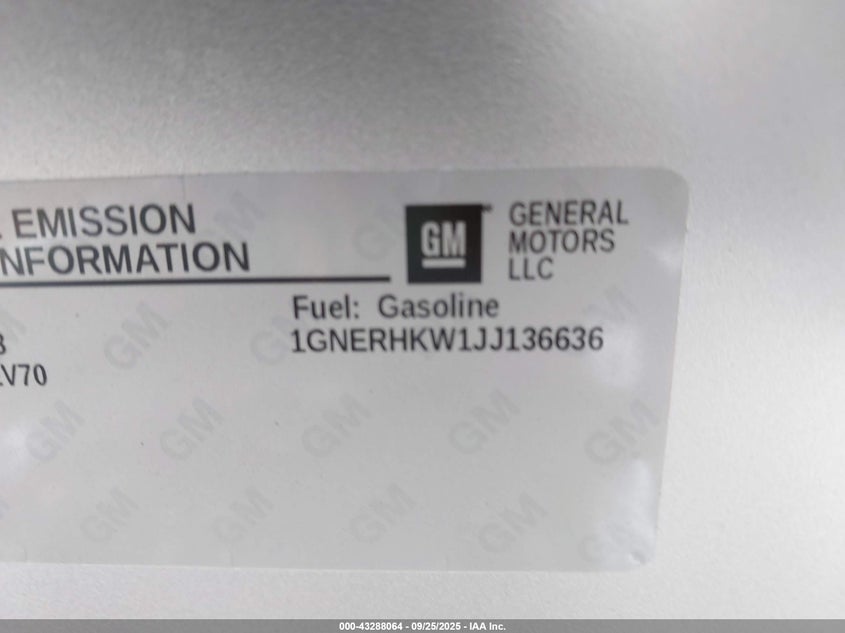 EMISSION
NFORMATION
GM
GENERAL
MOTORS
LLC
Fuel: Gasoline
1GNERHKW1JJ136636
V70
000-43288064 - 09/25/2025 - IAA Inc.